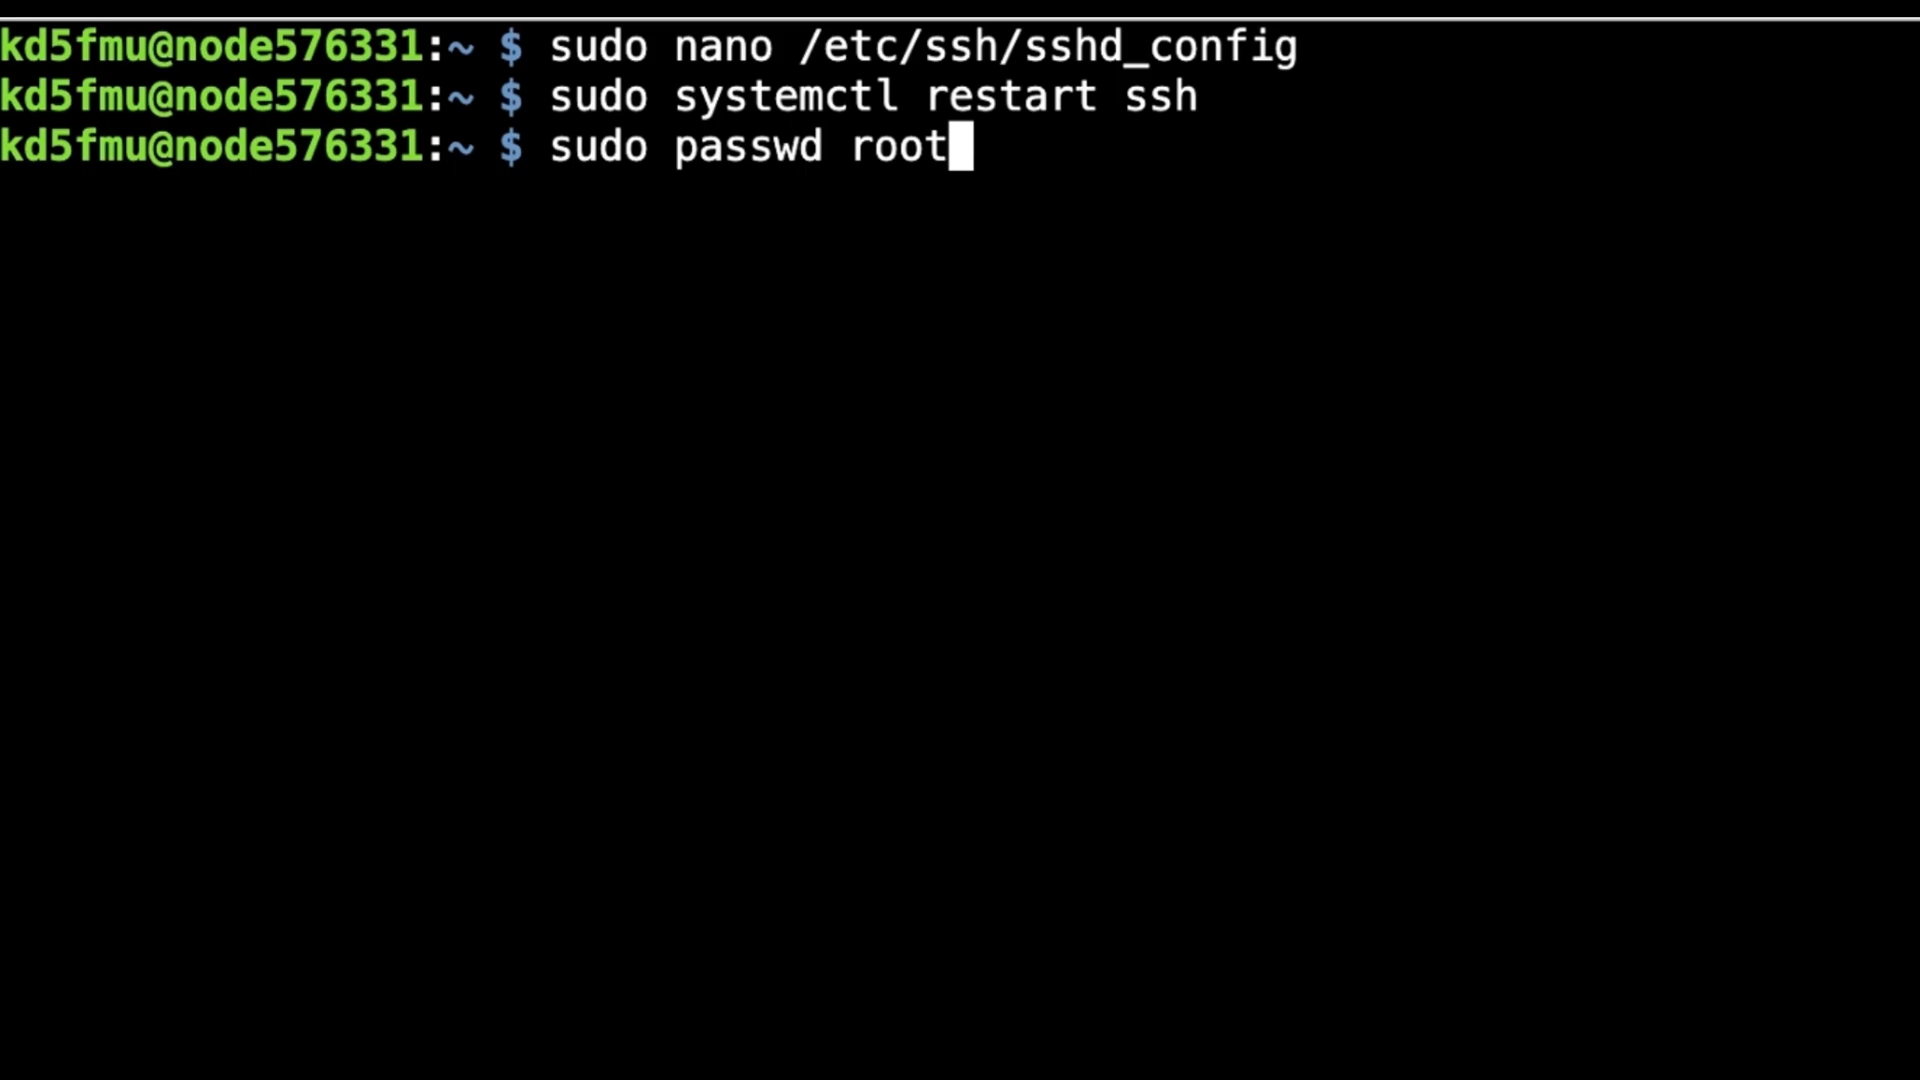 kd5fmu@node576331:~ $ sudo nano /etc/ssh/sshd_config
kd5fmu@node576331:~ $ sudo systemctl restart ssh
kd5fmu@node576331:~ $ sudo passwd root